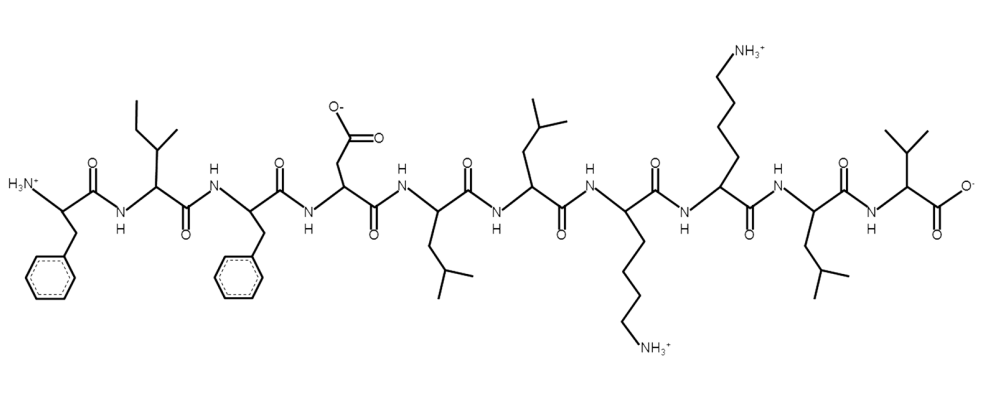 NH₃⁺
O⁻
O
O H O H O H O H O
H₃N⁺ N N N N O⁻
N N N N N
H O H O H O H O H O
NH₃⁺